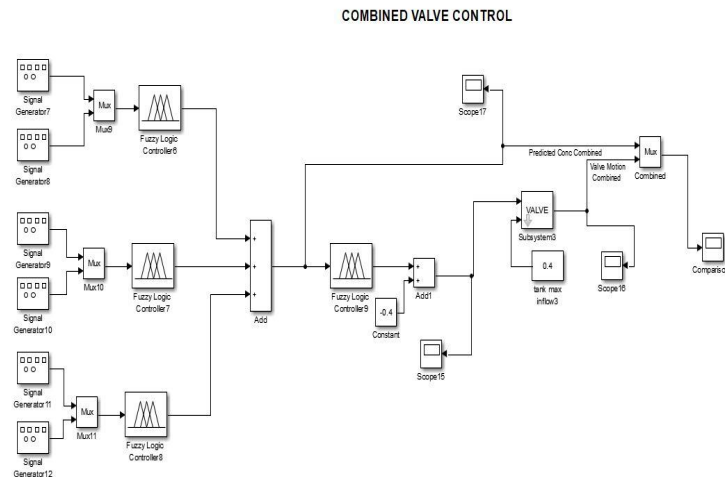 COMBINED VALVE CONTROL
Signal
Generator7
Signal
Generator8
Mux
Mux9
Fuzzy Logic
Controller6
Scope17
Predicted Conc Combined
Valve Motion
Combined
Mux
Combined
Signal
Generator9
Signal
Generator10
Mux
Mux10
Fuzzy Logic
Controller7
+
+
+
Add
Fuzzy Logic
Controller9
-0.4
Constant
+
+
Add1
VALVE
Subsystem3
0.4
tank max
inflow3
Scope16
Compariso
Scope15
Signal
Generator11
Signal
Generator12
Mux
Mux11
Fuzzy Logic
Controller8